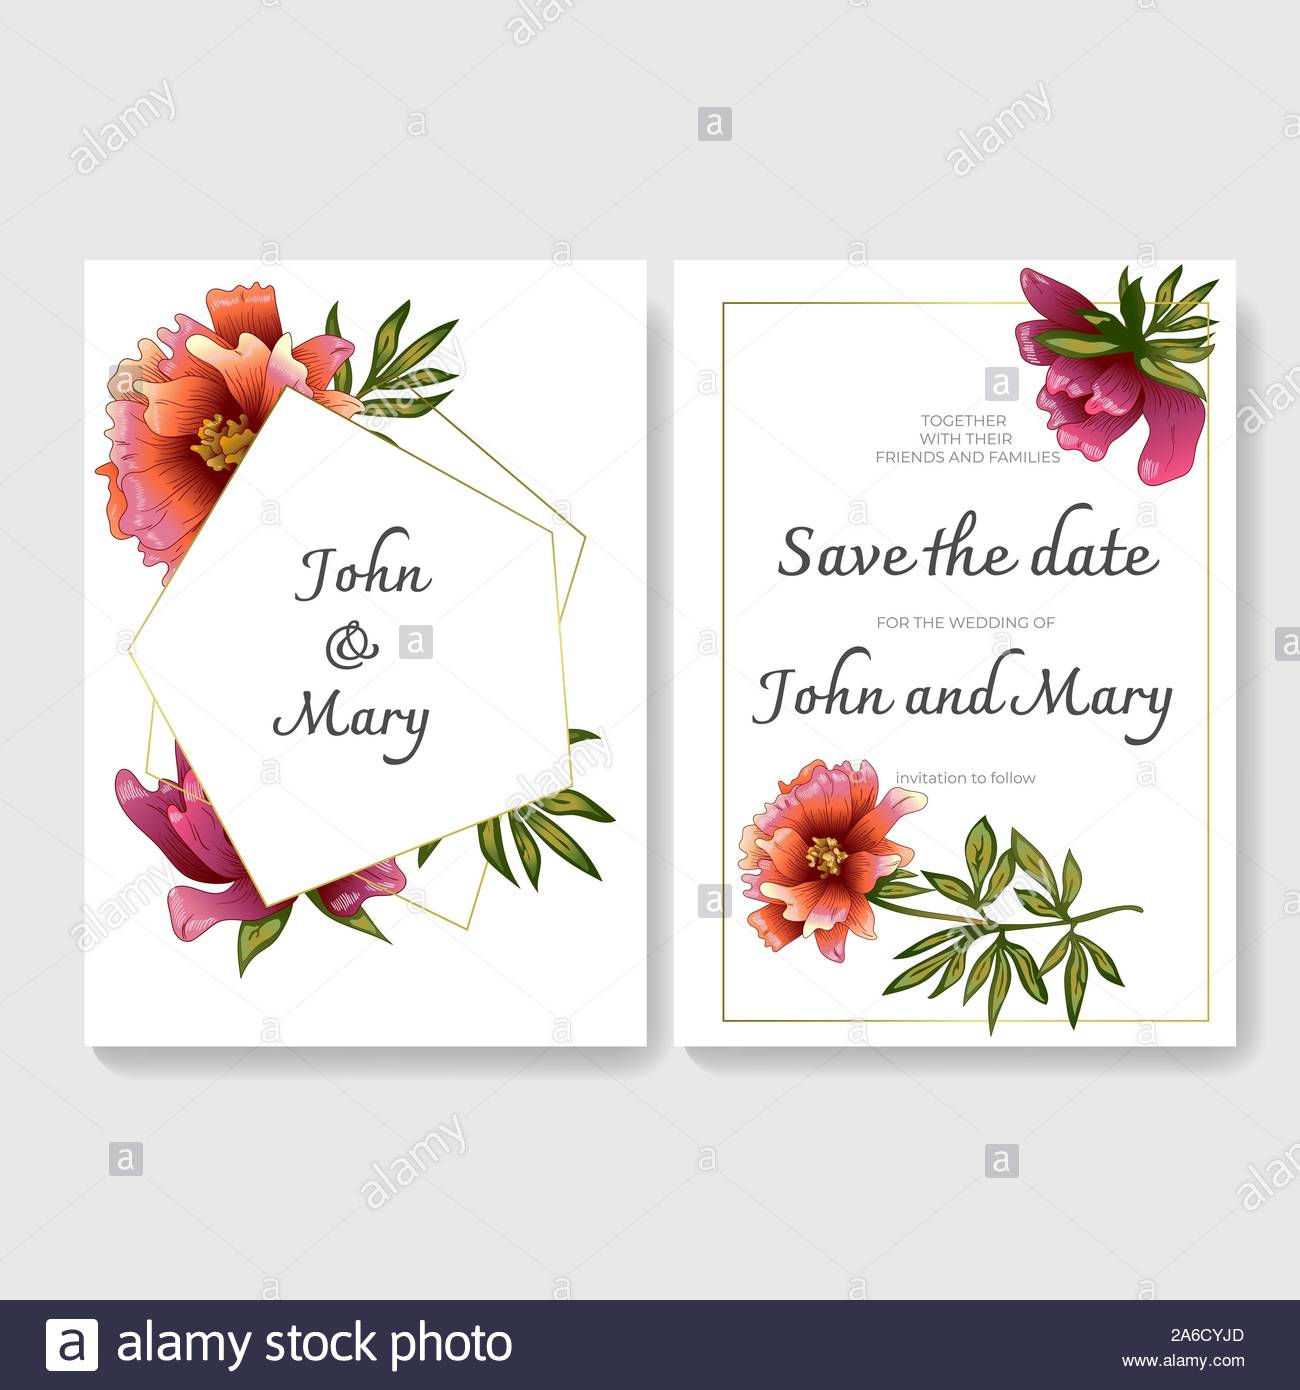 John
&
Mary
TOGETHER
WITH THEIR
FRIENDS AND FAMILIES
Save the date
FOR THE WEDDING OF
John and Mary
invitation to follow
a alamy stock photo
2A6CYJD
www.alamy.com